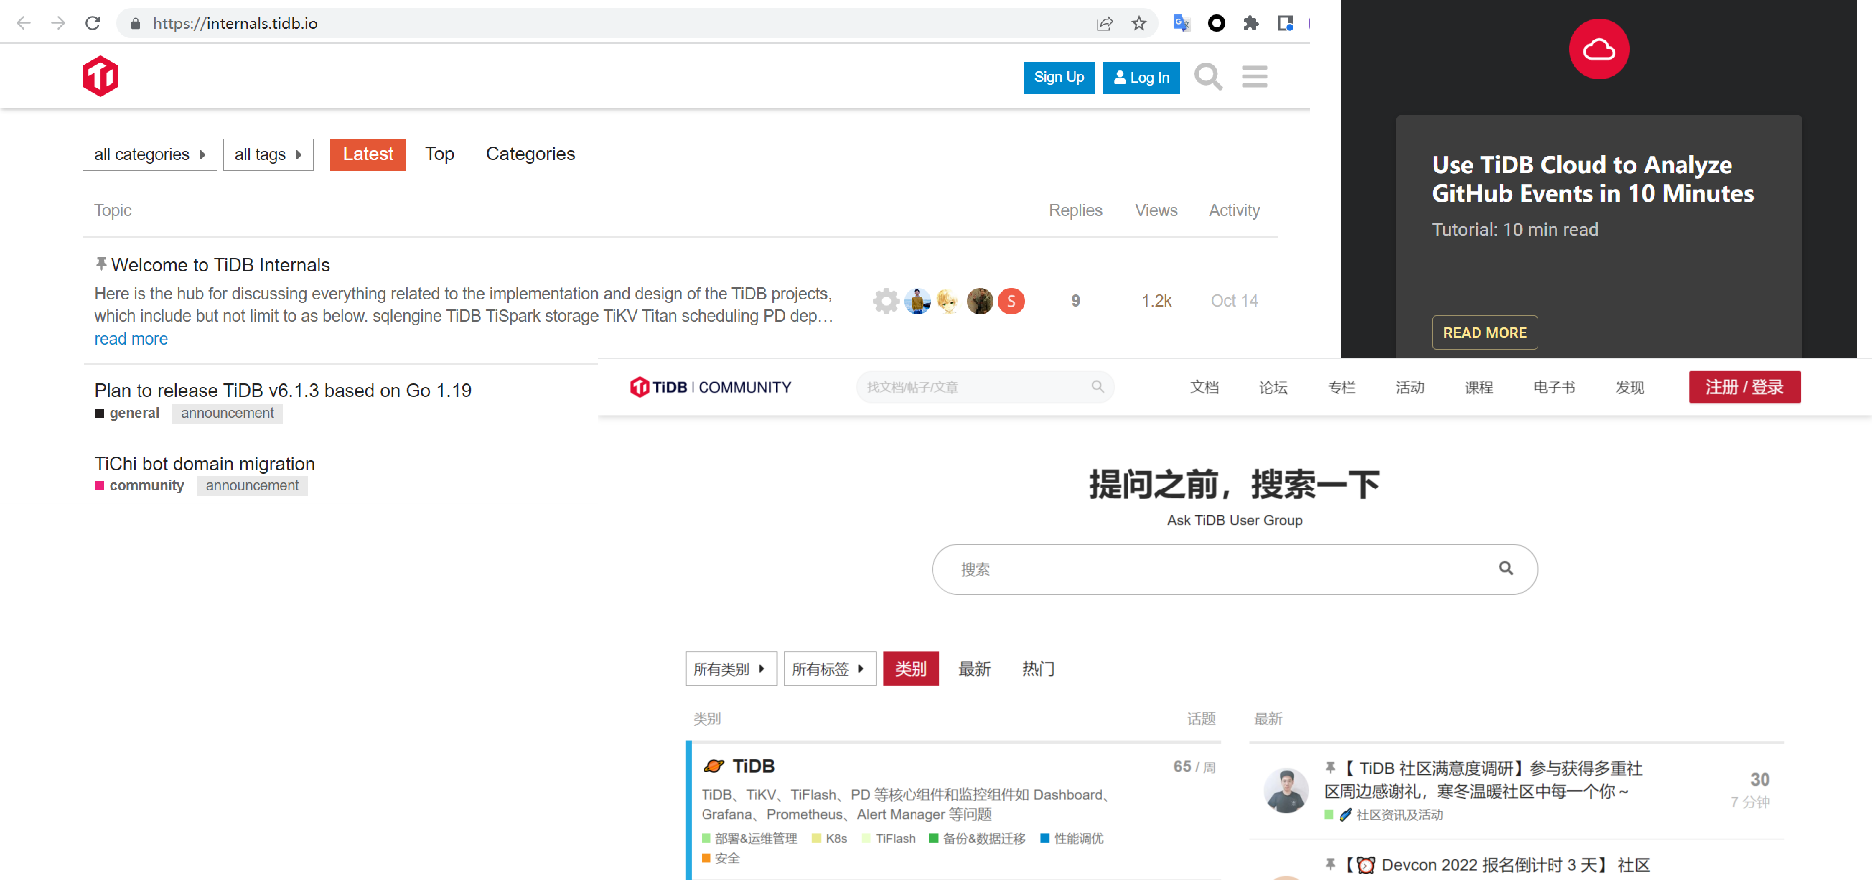 https://internals.tidb.io
Sign Up
Log In
all categories
all tags
Latest
Top
Categories
Topic
Replies
Views
Activity
Welcome to TiDB Internals
Here is the hub for discussing everything related to the implementation and design of the TiDB projects,
which include but not limit to as below. sqlengine TiDB TiSpark storage TiKV Titan scheduling PD dep…
read more
S
9
1.2k
Oct 14
Plan to release TiDB v6.1.3 based on Go 1.19
general
announcement
TiChi bot domain migration
community
announcement
Use TiDB Cloud to Analyze
GitHub Events in 10 Minutes
Tutorial: 10 min read
READ MORE
TiDB | COMMUNITY
找文档/帖子/文章
文档
论坛
专栏
活动
课程
电子书
发现
注册 / 登录
提问之前，搜索一下
Ask TiDB User Group
搜索
所有类别
所有标签
类别
最新
热门
类别
话题
TiDB
65 / 周
TiDB、TiKV、TiFlash、PD 等核心组件和监控组件如 Dashboard、
Grafana、Prometheus、Alert Manager 等问题
部署&运维管理
K8s
TiFlash
备份&数据迁移
性能调优
安全
最新
【 TiDB 社区满意度调研】参与获得多重社
区周边感谢礼，寒冬温暖社区中每一个你～
社区资讯及活动
30
7 分钟
【⏰ Devcon 2022 报名倒计时 3 天】 社区